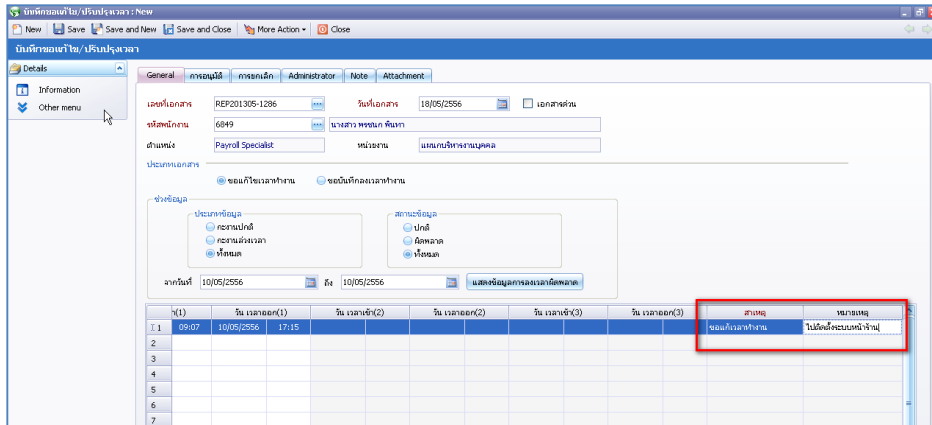 บันทึกขอแก้ไข/ปรับปรุงเวลา : New
New Save Save and New Save and Close More Action Close
บันทึกขอแก้ไข/ปรับปรุงเวลา
Details
Information
Other menu
General การอนุมัติ การยกเลิก Administrator Note Attachment
เลขที่เอกสาร REP201305-1286 วันที่เอกสาร 18/05/2556 เอกสารด่วน
รหัสพนักงาน 6849 นางสาว พรชนก พันทา
ตำแหน่ง Payroll Specialist หน่วยงาน แผนกบริหารงานบุคคล
ประเภทเอกสาร
ขอแก้ไขเวลาทำงาน ขอบันทึกลงเวลาทำงาน
ช่วงข้อมูล
ประเภทข้อมูล สถานะข้อมูล
กะงานปกติ ปกติ
กะงานล่วงเวลา ผิดพลาด
ทั้งหมด ทั้งหมด
จากวันที่ 10/05/2556 ถึง 10/05/2556 แสดงข้อมูลการลงเวลาผิดพลาด
า(1) วัน เวลาออก(1) วัน เวลาเข้า(2) วัน เวลาออก(2) วัน เวลาเข้า(3) วัน เวลาออก(3) สาเหตุ หมายเหตุ
1 09:07 10/05/2556 17:15 ขอแก้เวลาทำงาน ไปติดตั้งระบบหน้าร้าน
2
3
4
5
6
7